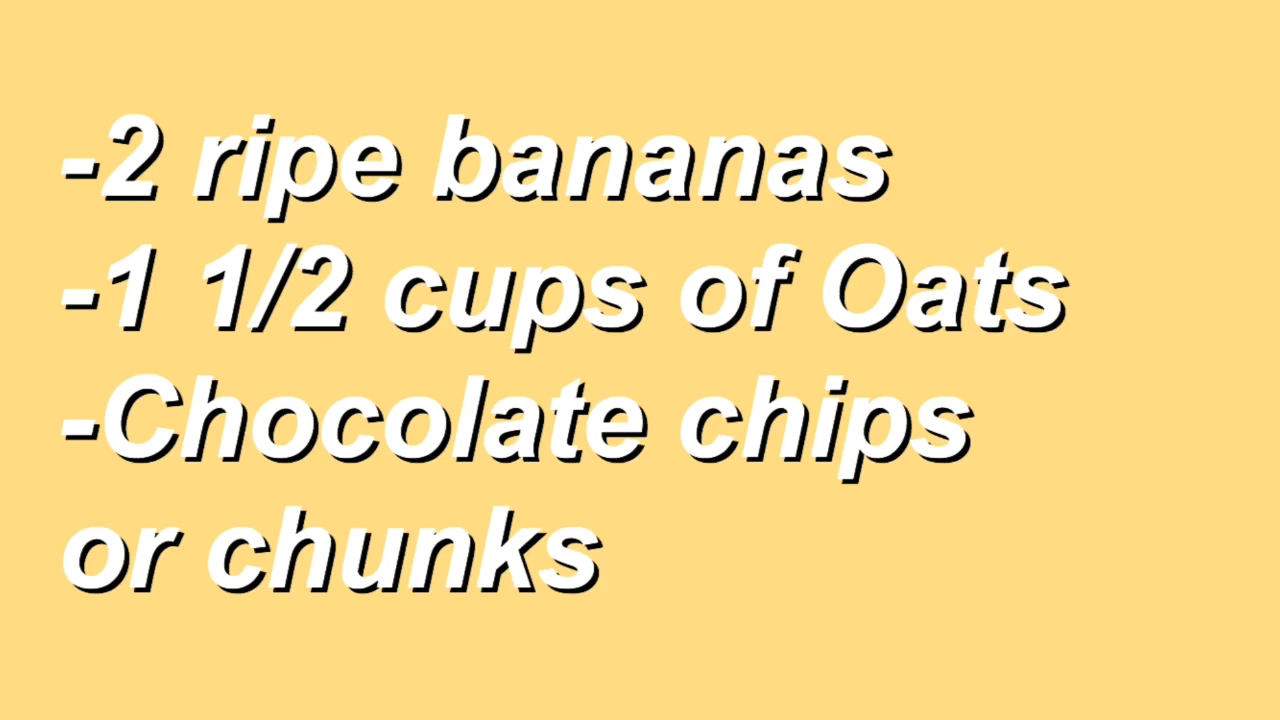 -2 ripe bananas
-1 1/2 cups of Oats
-Chocolate chips
or chunks